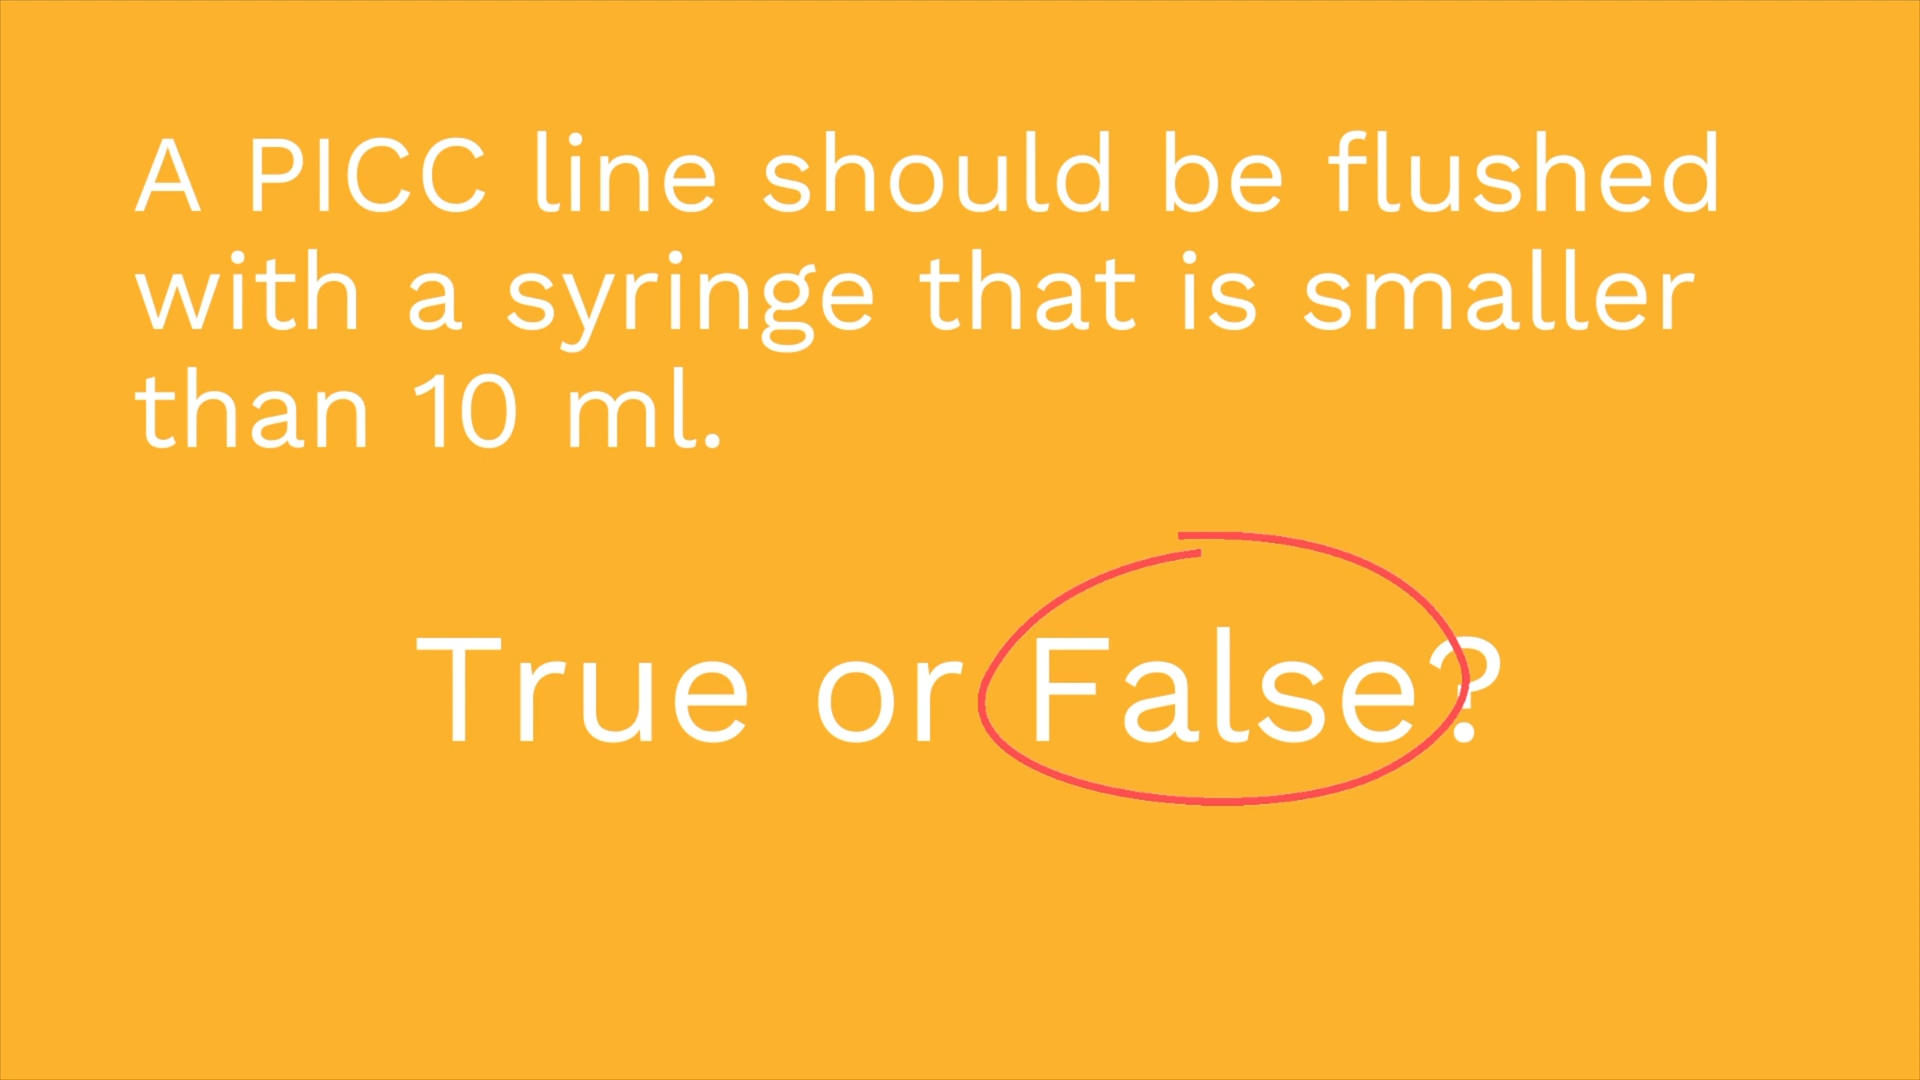 A PICC line should be flushed
with a syringe that is smaller
than 10 ml.
True or False?